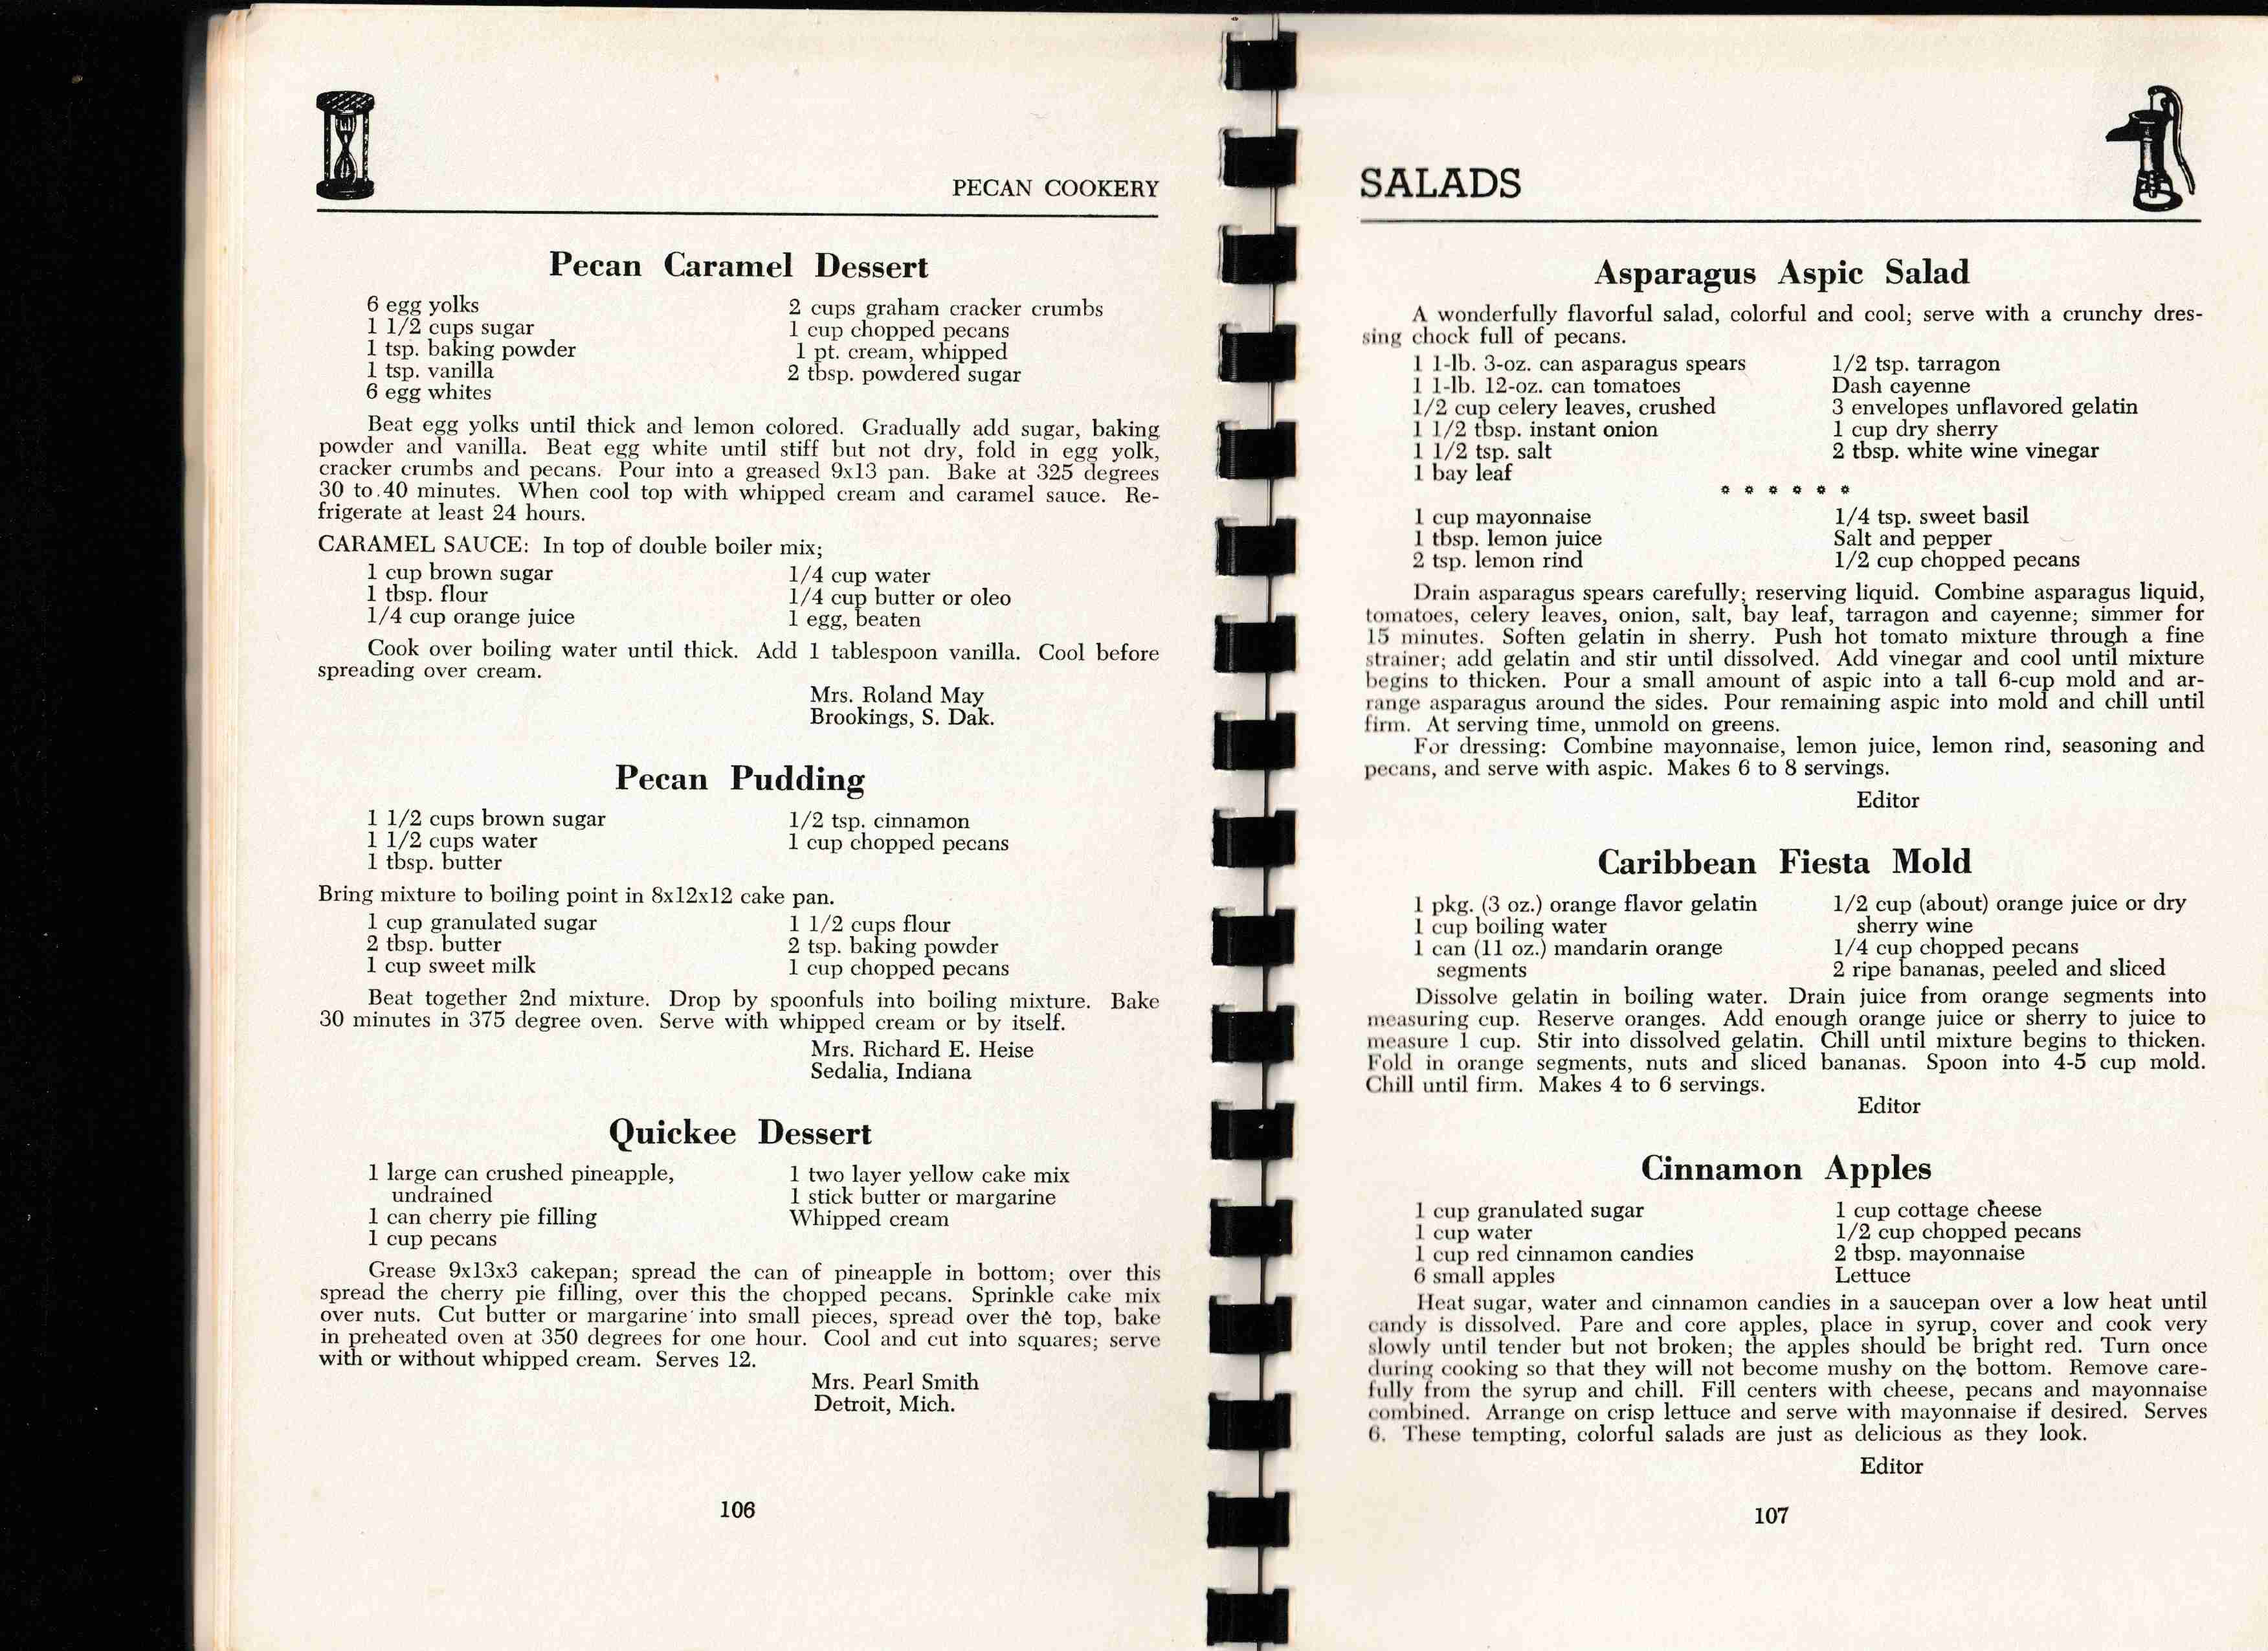 PECAN COOKERY
Pecan Caramel Dessert
6 egg yolks
1 1/2 cups sugar
1 tsp. baking powder
1 tsp. vanilla
6 egg whites
2 cups graham cracker crumbs
1 cup chopped pecans
1 pt. cream, whipped
2 tbsp. powdered sugar
Beat egg yolks until thick and lemon colored. Gradually add sugar, baking
powder and vanilla. Beat egg white until stiff but not dry, fold in egg yolk,
cracker crumbs and pecans. Pour into a greased 9x13 pan. Bake at 325 degrees
30 to 40 minutes. When cool top with whipped cream and caramel sauce. Re-
frigerate at least 24 hours.
CARAMEL SAUCE: In top of double boiler mix;
1 cup brown sugar
1 tbsp. flour
1/4 cup orange juice
1/4 cup water
1/4 cup butter or oleo
1 egg, beaten
Cook over boiling water until thick. Add 1 tablespoon vanilla. Cool before
spreading over cream.
Mrs. Roland May
Brookings, S. Dak.
Pecan Pudding
1 1/2 cups brown sugar
1 1/2 cups water
1 tbsp. butter
1/2 tsp. cinnamon
1 cup chopped pecans
Bring mixture to boiling point in 8x12x12 cake pan.
1 cup granulated sugar
2 tbsp. butter
1 cup sweet milk
1 1/2 cups flour
2 tsp. baking powder
1 cup chopped pecans
Beat together 2nd mixture. Drop by spoonfuls into boiling mixture. Bake
30 minutes in 375 degree oven. Serve with whipped cream or by itself.
Mrs. Richard E. Heise
Sedalia, Indiana
Quickee Dessert
1 large can crushed pineapple,
undrained
1 can cherry pie filling
1 cup pecans
1 two layer yellow cake mix
1 stick butter or margarine
Whipped cream
Grease 9x13x3 cakepan; spread the can of pineapple in bottom; over this
spread the cherry pie filling, over this the chopped pecans. Sprinkle cake mix
over nuts. Cut butter or margarine into small pieces, spread over the top, bake
in preheated oven at 350 degrees for one hour. Cool and cut into squares; serve
with or without whipped cream. Serves 12.
Mrs. Pearl Smith
Detroit, Mich.
106
SALADS
Asparagus Aspic Salad
A wonderfully flavorful salad, colorful and cool; serve with a crunchy dres-
sing chock full of pecans.
1 1-lb. 3-oz. can asparagus spears
1 1-lb. 12-oz. can tomatoes
1/2 cup celery leaves, crushed
1 1/2 tbsp. instant onion
1 1/2 tsp. salt
1 bay leaf
1/2 tsp. tarragon
Dash cayenne
3 envelopes unflavored gelatin
1 cup dry sherry
2 tbsp. white wine vinegar
* * * * * *
1 cup mayonnaise
1 tbsp. lemon juice
2 tsp. lemon rind
1/4 tsp. sweet basil
Salt and pepper
1/2 cup chopped pecans
Drain asparagus spears carefully; reserving liquid. Combine asparagus liquid,
tomatoes, celery leaves, onion, salt, bay leaf, tarragon and cayenne; simmer for
15 minutes. Soften gelatin in sherry. Push hot tomato mixture through a fine
strainer; add gelatin and stir until dissolved. Add vinegar and cool until mixture
begins to thicken. Pour a small amount of aspic into a tall 6-cup mold and ar-
range asparagus around the sides. Pour remaining aspic into mold and chill until
firm. At serving time, unmold on greens.
For dressing: Combine mayonnaise, lemon juice, lemon rind, seasoning and
pecans, and serve with aspic. Makes 6 to 8 servings.
Editor
Caribbean Fiesta Mold
1 pkg. (3 oz.) orange flavor gelatin
1 cup boiling water
1 can (11 oz.) mandarin orange
segments
1/2 cup (about) orange juice or dry
sherry wine
1/4 cup chopped pecans
2 ripe bananas, peeled and sliced
Dissolve gelatin in boiling water. Drain juice from orange segments into
measuring cup. Reserve oranges. Add enough orange juice or sherry to juice to
measure 1 cup. Stir into dissolved gelatin. Chill until mixture begins to thicken.
Fold in orange segments, nuts and sliced bananas. Spoon into 4-5 cup mold.
Chill until firm. Makes 4 to 6 servings.
Editor
Cinnamon Apples
1 cup granulated sugar
1 cup water
1 cup red cinnamon candies
6 small apples
1 cup cottage cheese
1/2 cup chopped pecans
2 tbsp. mayonnaise
Lettuce
Heat sugar, water and cinnamon candies in a saucepan over a low heat until
candy is dissolved. Pare and core apples, place in syrup, cover and cook very
slowly until tender but not broken; the apples should be bright red. Turn once
during cooking so that they will not become mushy on the bottom. Remove care-
fully from the syrup and chill. Fill centers with cheese, pecans and mayonnaise
combined. Arrange on crisp lettuce and serve with mayonnaise if desired. Serves
6. These tempting, colorful salads are just as delicious as they look.
Editor
107